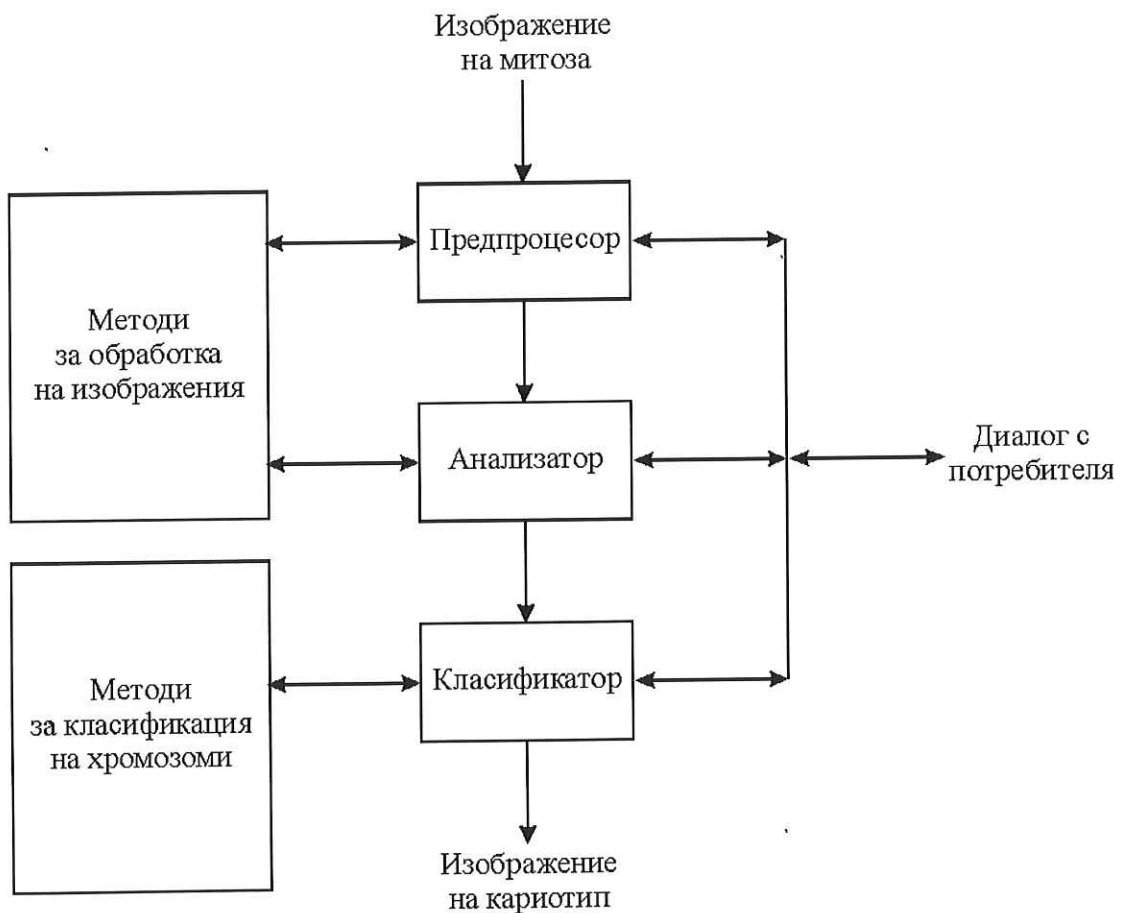 Изображение
на митоза
Предпроцесор
Методи
за обработка
на изображения
Анализатор
Диалог с
потребителя
Класификатор
Методи
за класификация
на хромозоми
Изображение
на кариотип